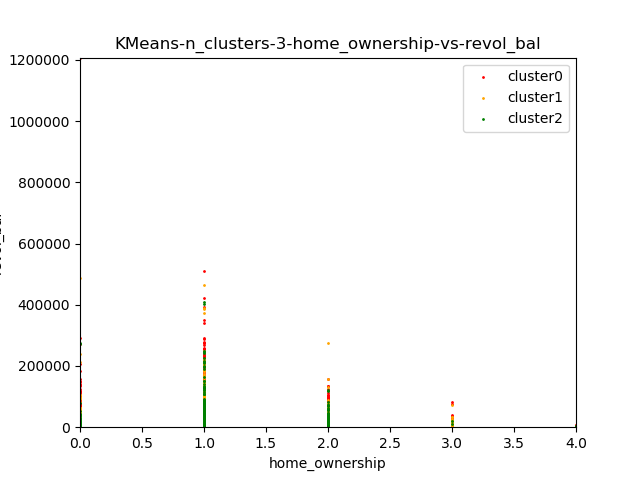 KMeans-n_clusters-3-home_ownership-vs-revol_bal
1200000
1000000
800000
600000
400000
200000
0
cluster0
cluster1
cluster2
0.0 0.5 1.0 1.5 2.0 2.5 3.0 3.5 4.0
home_ownership